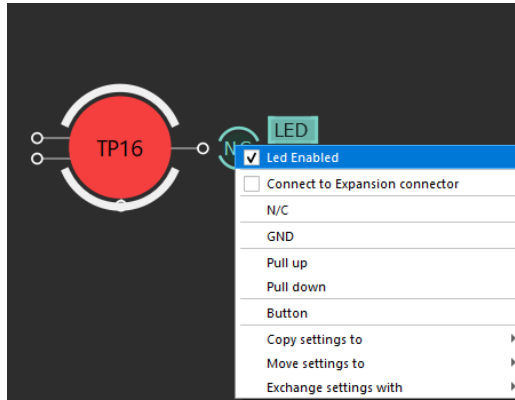 TP16
LED
Led Enabled
Connect to Expansion connector
N/C
GND
Pull up
Pull down
Button
Copy settings to
Move settings to
Exchange settings with